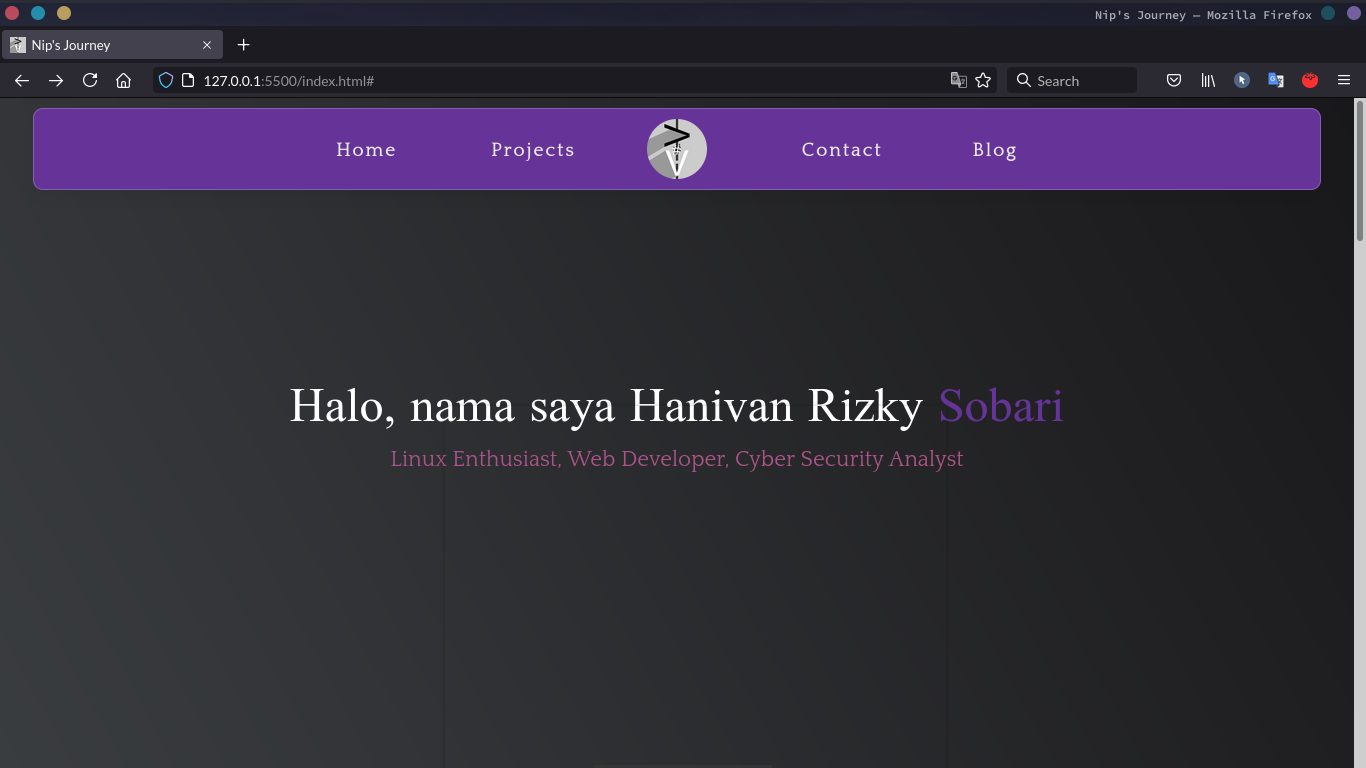 Nip's Journey — Mozilla Firefox
Nip's Journey
127.0.0.1:5500/index.html#
Search
Home Projects Contact Blog
Halo, nama saya Hanivan Rizky Sobari
Linux Enthusiast, Web Developer, Cyber Security Analyst